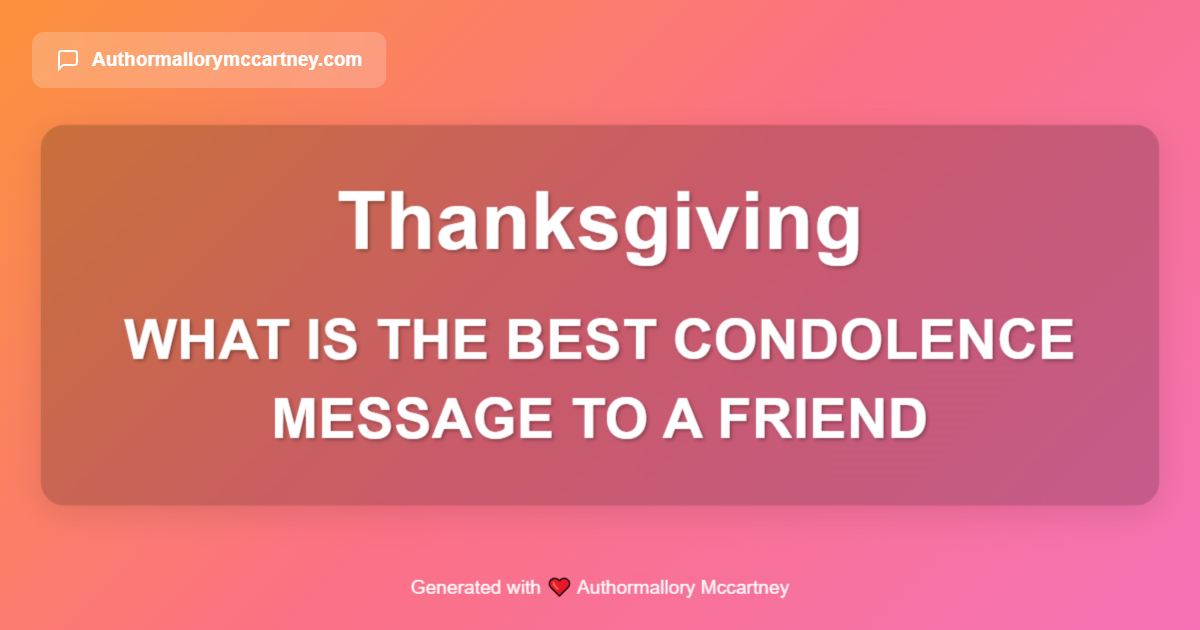 Authormallorymccartney.com
Thanksgiving
WHAT IS THE BEST CONDOLENCE
MESSAGE TO A FRIEND
Generated with ❤️ Authormallory Mccartney